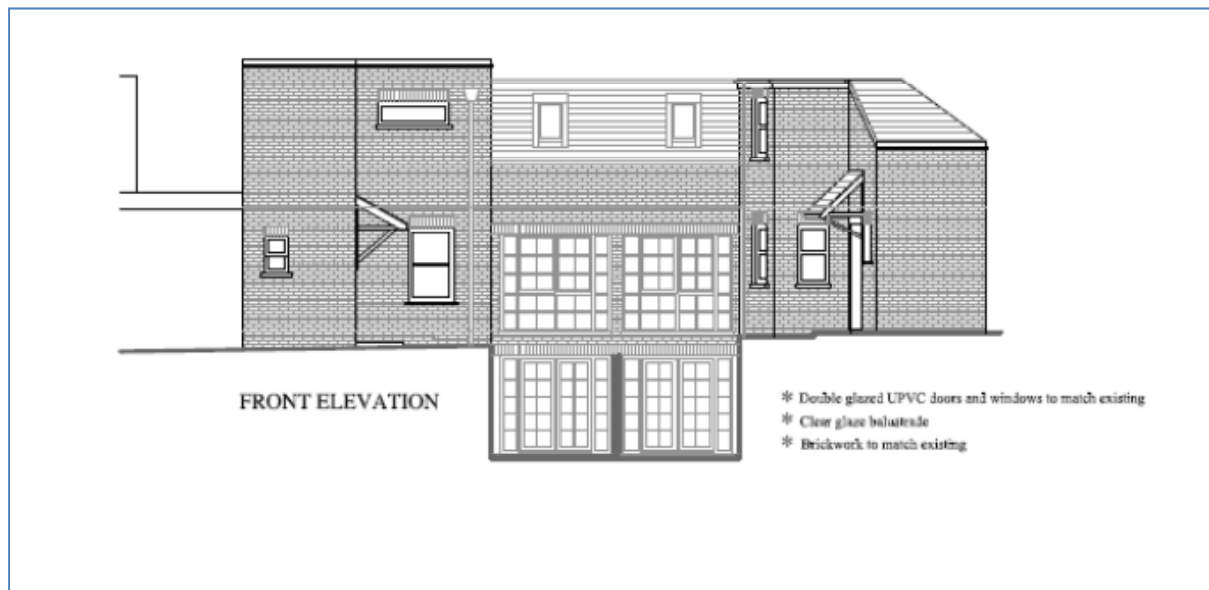 FRONT ELEVATION
* Double glazed UPVC doors and windows to match existing
* Clear glaze balustrade
* Brickwork to match existing